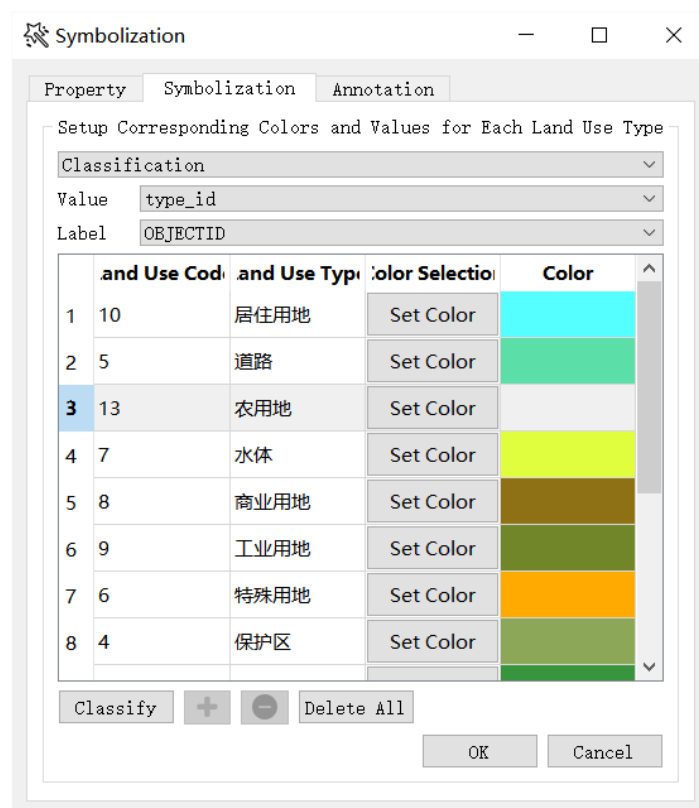 Symbolization
Property Symbolization Annotation
Setup Corresponding Colors and Values for Each Land Use Type
Classification
Value type_id
Label OBJECTID
and Use Code and Use Type Color Selection Color
1 10 居住用地 Set Color
2 5 道路 Set Color
3 13 农用地 Set Color
4 7 水体 Set Color
5 8 商业用地 Set Color
6 9 工业用地 Set Color
7 6 特殊用地 Set Color
8 4 保护区 Set Color
Classify Delete All
OK Cancel